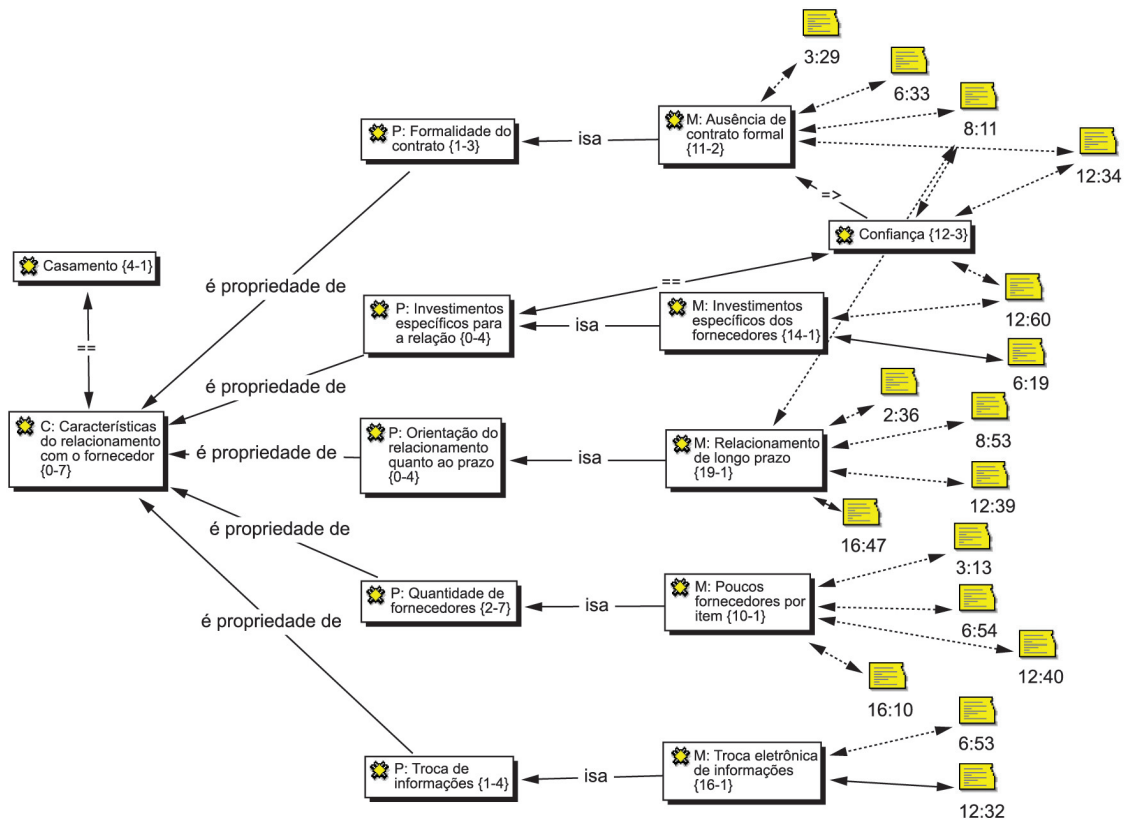 3:29
6:33
8:11
12:34
P: Formalidade do
contrato {1-3}
isa
M: Ausência de
contrato formal
{11-2}
=>
Confiança {12-3}
Casamento {4-1}
é propriedade de
==
P: Investimentos
específicos para
a relação {0-4}
isa
M: Investimentos
específicos dos
fornecedores {14-1}
12:60
6:19
==
é propriedade de
2:36
C: Características
do relacionamento
com o fornecedor
{0-7}
é propriedade de
P: Orientação do
relacionamento
quanto ao prazo
{0-4}
isa
M: Relacionamento
de longo prazo
{19-1}
8:53
12:39
16:47
é propriedade de
3:13
P: Quantidade de
fornecedores {2-7}
isa
M: Poucos
fornecedores por
item {10-1}
6:54
12:40
é propriedade de
16:10
6:53
P: Troca de
informações {1-4}
isa
M: Troca eletrônica
de informações
{16-1}
12:32